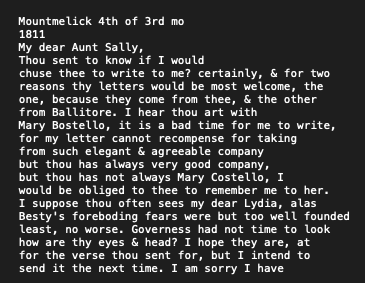 Mountmelick 4th of 3rd mo
1811
My dear Aunt Sally,
Thou sent to know if I would
chuse thee to write to me? certainly, & for two
reasons thy letters would be most welcome, the
one, because they come from thee, & the other
from Ballitore. I hear thou art with
Mary Bostello, it is a bad time for me to write,
for my letter cannot recompense for taking
from such elegant & agreeable company
but thou has always very good company,
but thou has not always Mary Costello, I
would be obliged to thee to remember me to her.
I suppose thou often sees my dear Lydia, alas
Besty's foreboding fears were but too well founded
least, no worse. Governess had not time to look
how are thy eyes & head? I hope they are, at
for the verse thou sent for, but I intend to
send it the next time. I am sorry I have